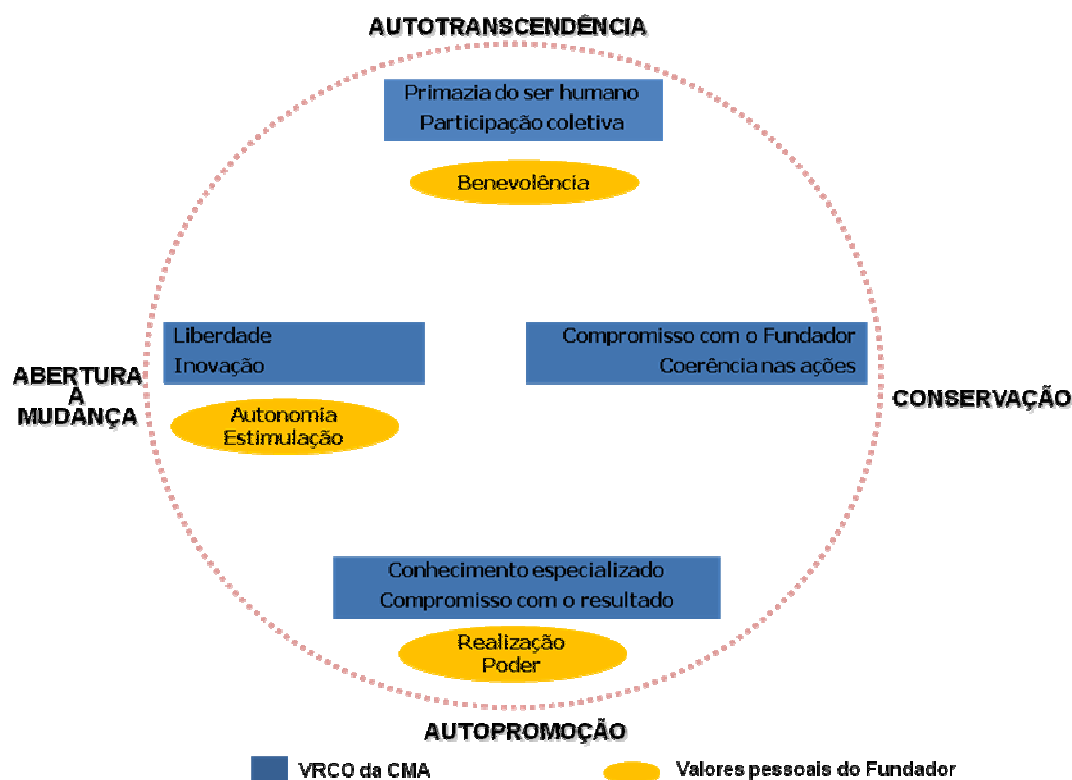 AUTOTRANSCENDÊNCIA
Primazia do ser humano
Participação coletiva
Benevolência
Liberdade
Inovação
Compromisso com o Fundador
Coerência nas ações
ABERTURA
À
MUDANÇA
CONSERVAÇÃO
Autonomia
Estimulação
Conhecimento especializado
Compromisso com o resultado
Realização
Poder
AUTOPROMOÇÃO
VRCO da CMA
Valores pessoais do Fundador